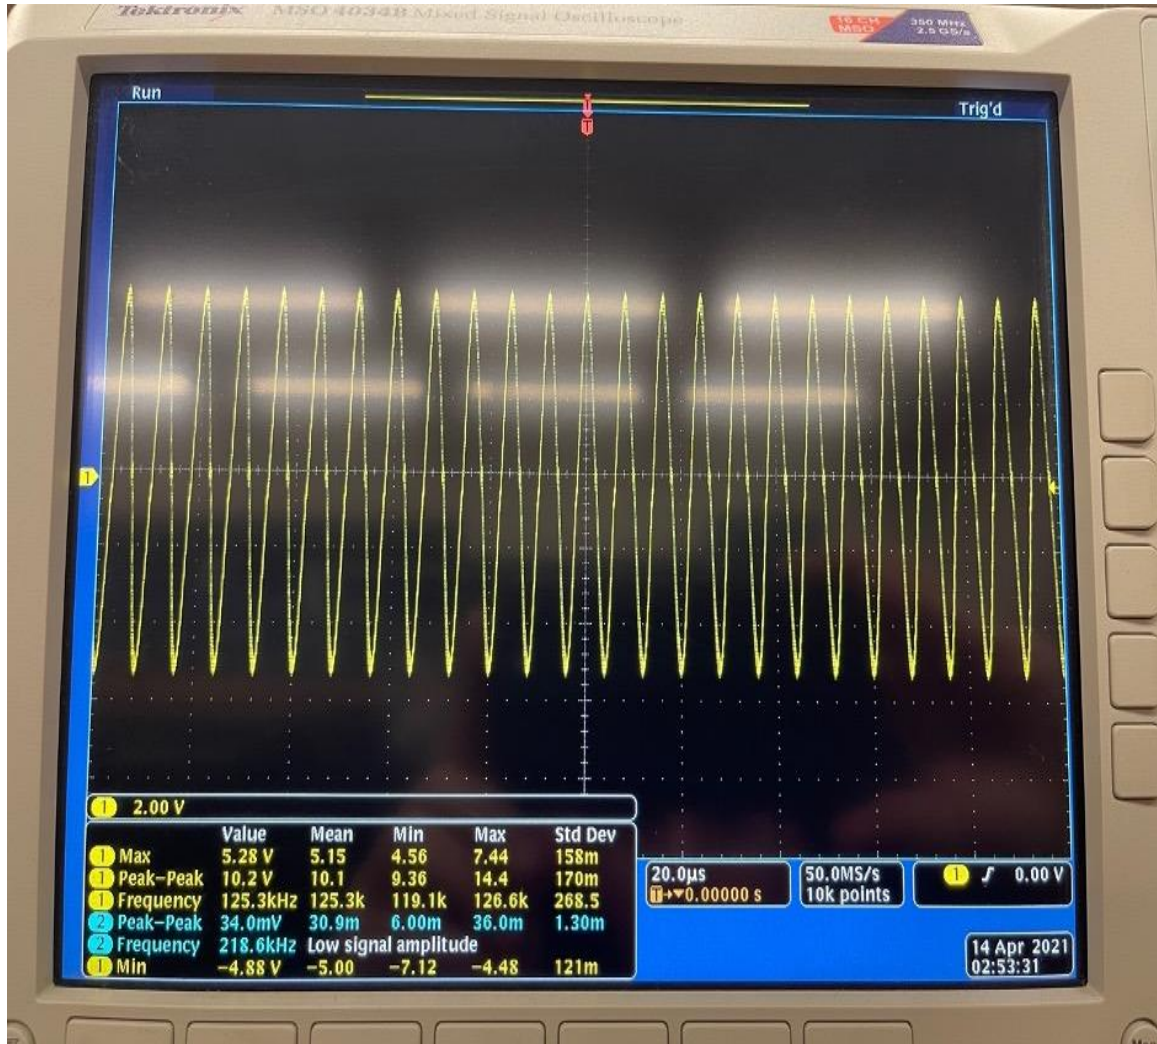 Tektronix MSO 4034B Mixed Signal Oscilloscope
16 CH MSO
350 MHz
2.5 GS/s
Run
Trig'd
T
T
1
1 2.00 V
Value Mean Min Max Std Dev
1 Max 5.28 V 5.15 4.56 7.44 158m
1 Peak-Peak 10.2 V 10.1 9.36 14.4 170m
1 Frequency 125.3kHz 125.3k 119.1k 126.6k 268.5
2 Peak-Peak 34.0mV 30.9m 6.00m 36.0m 1.30m
2 Frequency 218.6kHz Low signal amplitude
1 Min -4.88 V -5.00 -7.12 -4.48 121m
20.0µs
T→▼0.00000 s
50.0MS/s
10k points
1 ʃ 0.00 V
14 Apr 2021
02:53:31